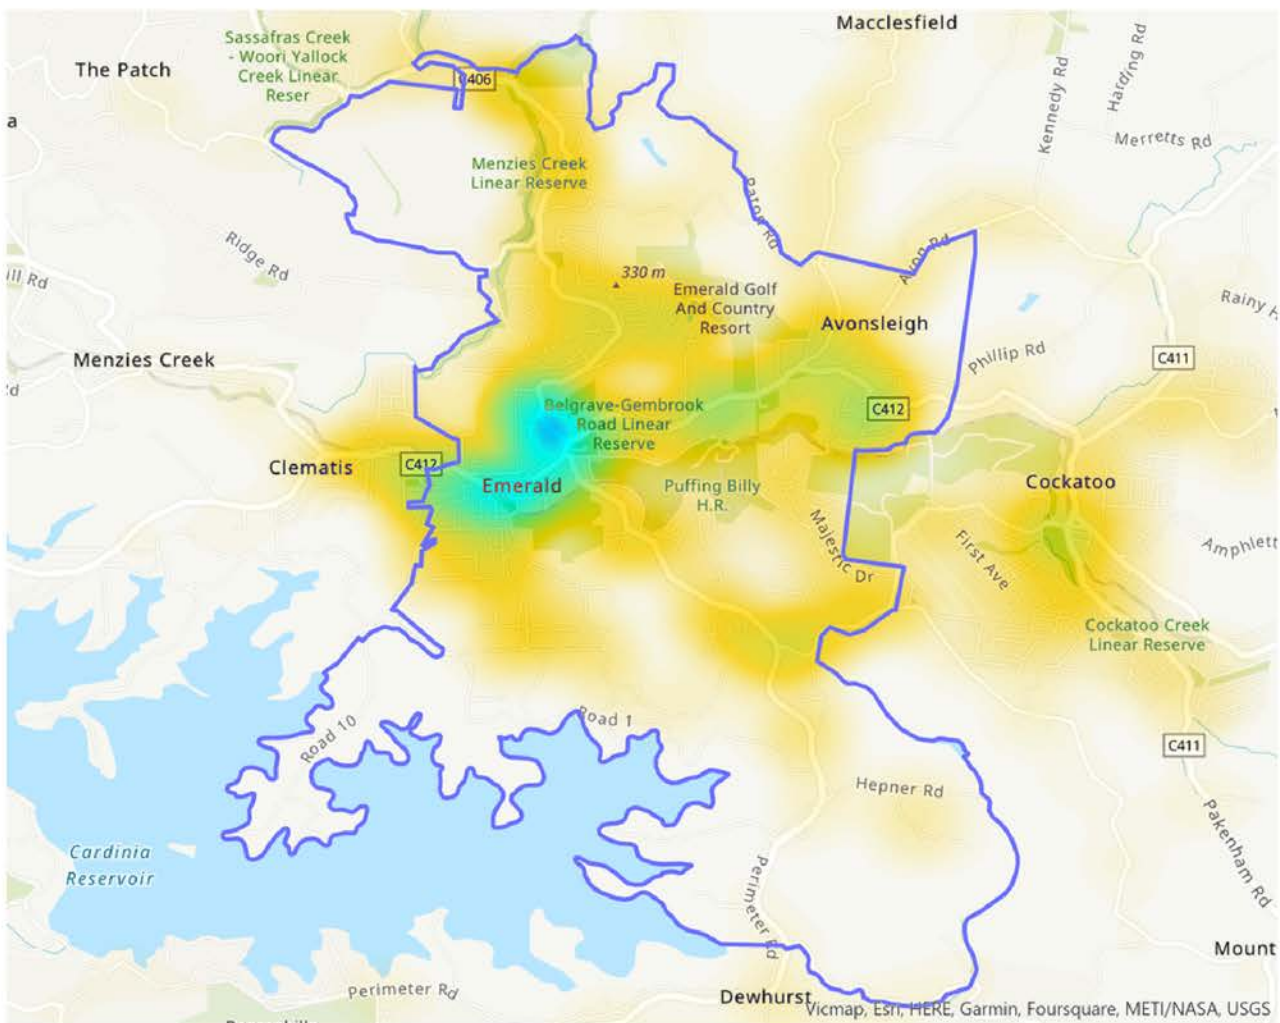 Macclesfield
Sassafras Creek
- Woori Yallock
Creek Linear
Reser
The Patch
C406
Harding Rd
Kennedy Rd
a
Merretts Rd
Menzies Creek
Linear Reserve
Paton Rd
Ridge Rd
Avon Rd
330 m
ill Rd
Emerald Golf
And Country
Resort
Rainy H
Avonsleigh
Menzies Creek
Phillip Rd
C411
d
Belgrave-Gembrook
Road Linear
Reserve
C412
Clematis
C412
Emerald
Puffing Billy
H.R.
Cockatoo
Majestic Dr
First Ave
Amphlett
Cockatoo Creek
Linear Reserve
Road 10
Road 1
C411
Hepner Rd
Pakenham Rd
Cardinia
Reservoir
Perimeter Rd
Mount
Perimeter Rd
Dewhurst
Vicmap, Esri, HERE, Garmin, Foursquare, METI/NASA, USGS